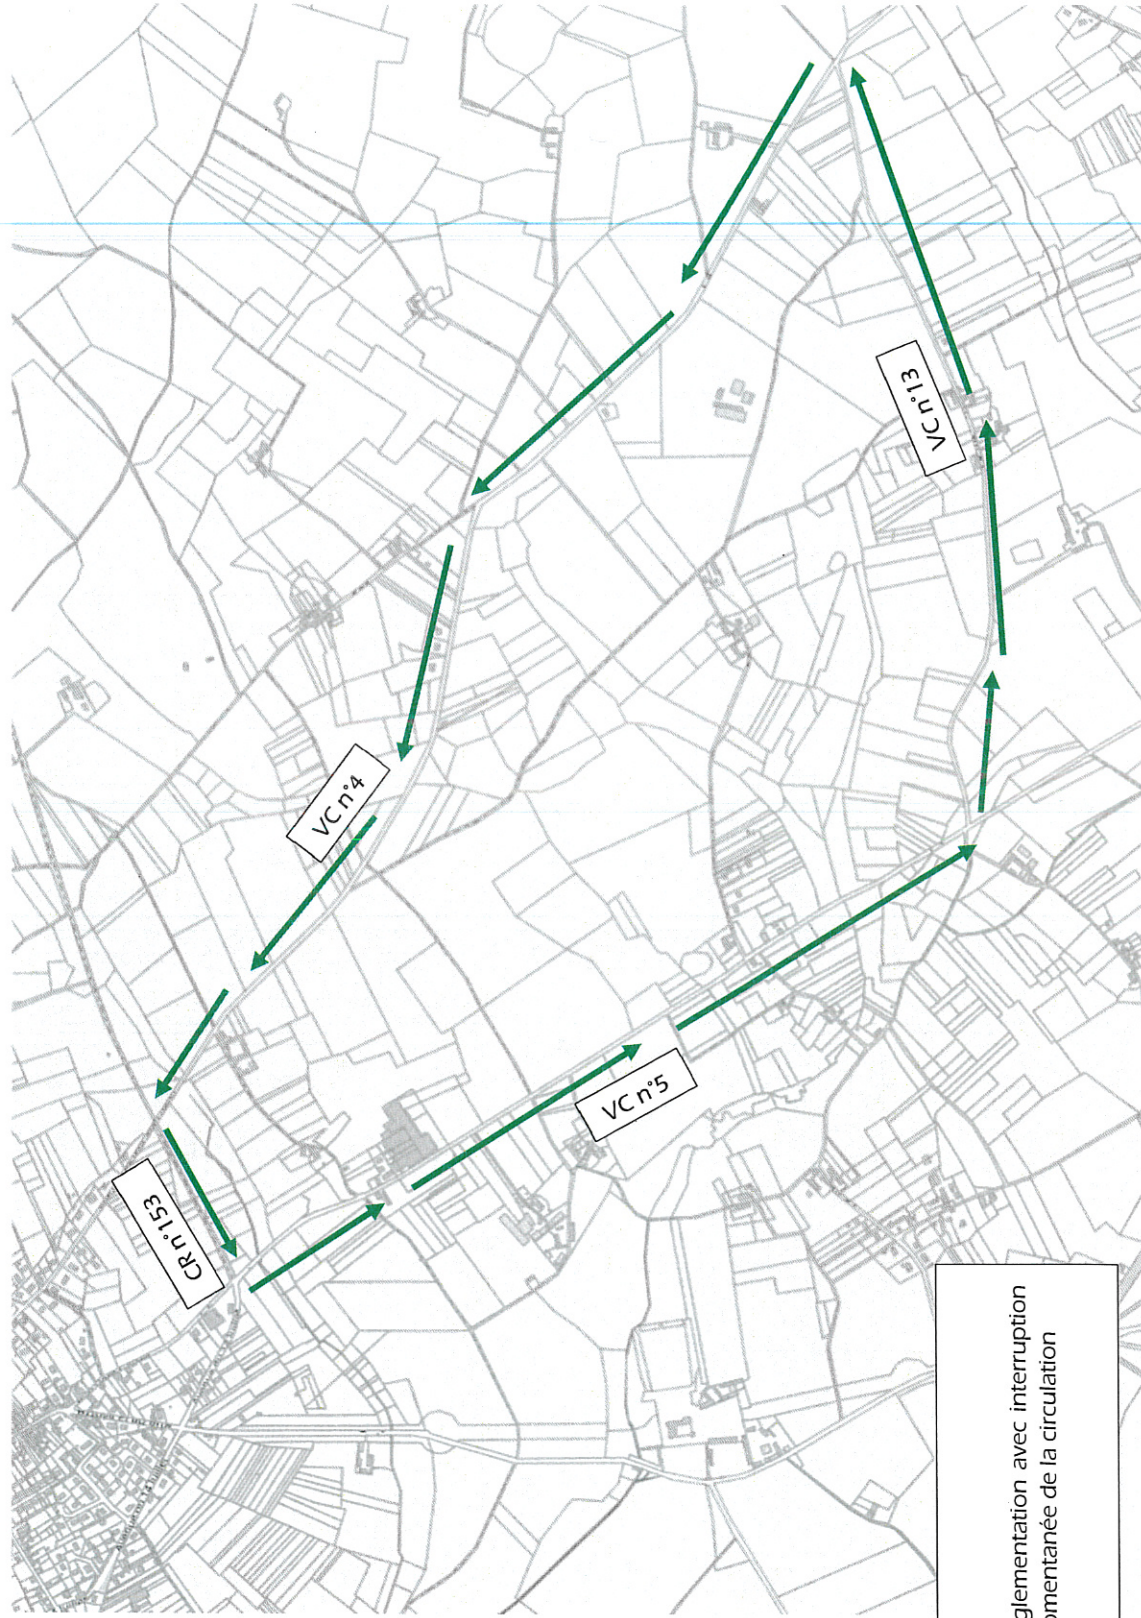 VC n°13
VC n°4
VC n°5
CR n°153
glementation avec interruption
omentanée de la circulation